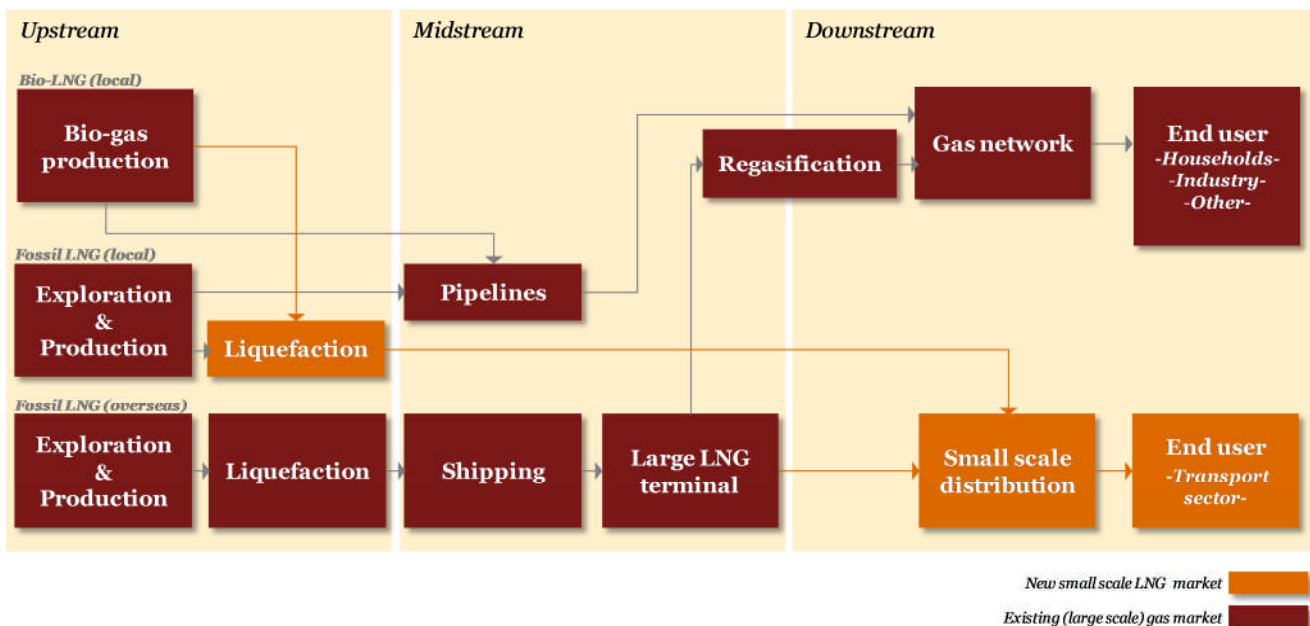 Upstream
Midstream
Downstream
Bio-LNG (local)
Bio-gas
production
Regasification
Gas network
End user
-Households-
-Industry-
-Other-
Fossil LNG (local)
Exploration
&
Production
Liquefaction
Pipelines
Fossil LNG (overseas)
Exploration
&
Production
Liquefaction
Shipping
Large LNG
terminal
Small scale
distribution
End user
-Transport
sector-
New small scale LNG market
Existing (large scale) gas market